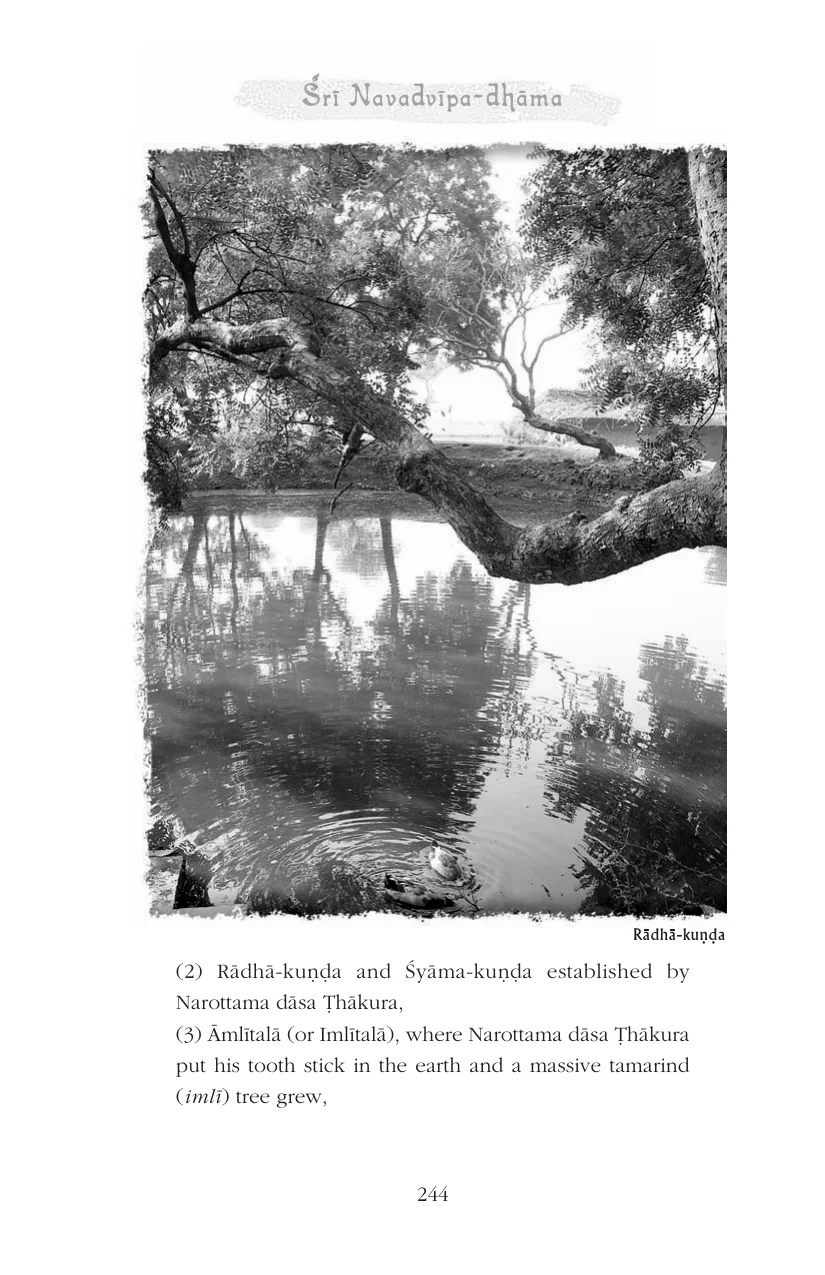 Śrī Navadvīpa-dhāma
Rādhā-kuṇḍa
(2) Rādhā-kuṇḍa and Śyāma-kuṇḍa established by
Narottama dāsa Ṭhākura,
(3) Āmlītalā (or Imlītalā), where Narottama dāsa Ṭhākura
put his tooth stick in the earth and a massive tamarind
(imlī) tree grew,
244